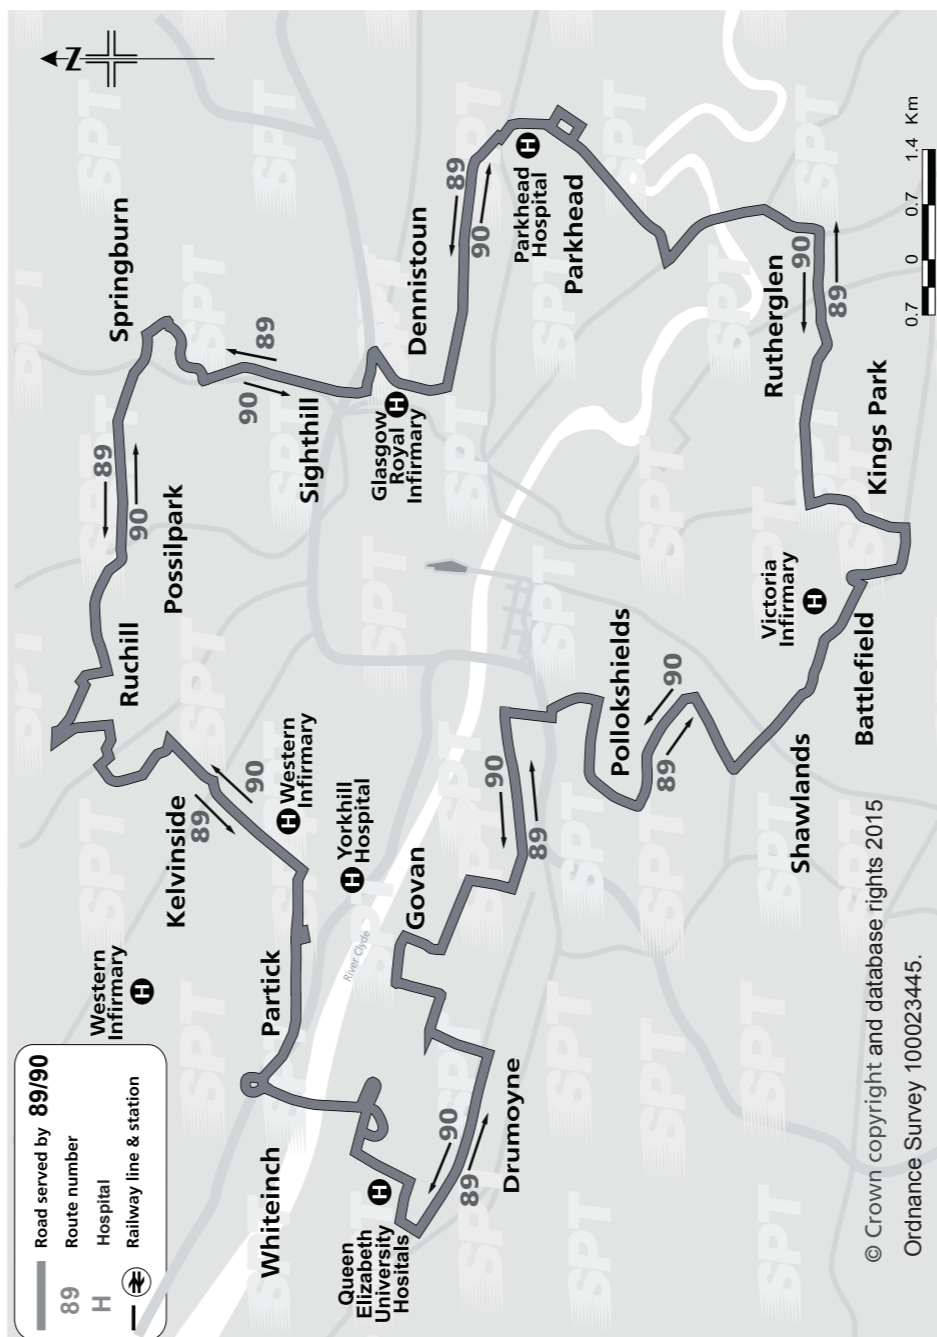 Road served by 89/90
89
Route number
H
Hospital
Railway line & station
N
SPT
Western
Infirmary
H
Whiteinch
Partick
Kelvinside
89
90
H Western
Infirmary
H Yorkhill
Hospital
River Clyde
Ruchill
Possilpark
89
90
Springburn
90
89
Sighthill
Glasgow
Royal
Infirmary
H
Dennistoun
89
90
Parkhead
Hospital
H
Parkhead
Queen
Elizabeth
University
Hositals
H
Drumoyne
90
89
Govan
90
89
Pollokshields
90
89
Shawlands
Battlefield
Victoria
Infirmary
H
Kings Park
Rutherglen
90
89
0.7 0 0.7 1.4 Km
© Crown copyright and database rights 2015
Ordnance Survey 100023445.